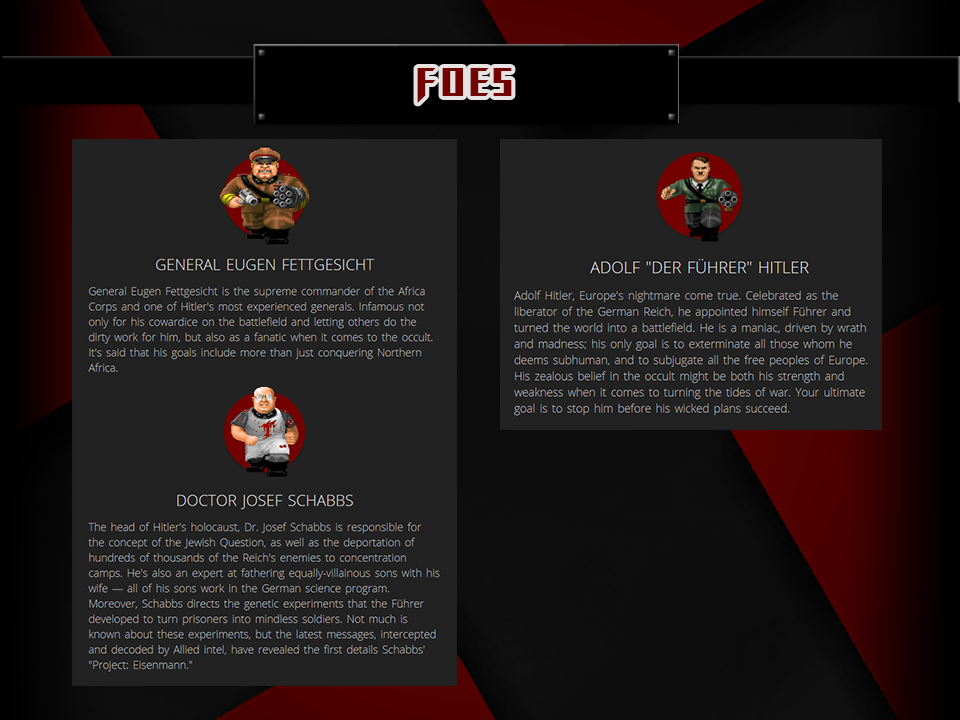 FOES
GENERAL EUGEN FETTGESICHT
General Eugen Fettgesicht is the supreme commander of the Africa
Corps and one of Hitler's most experienced generals. Infamous not
only for his cowardice on the battlefield and letting others do the
dirty work for him, but also as a fanatic when it comes to the occult.
It's said that his goals include more than just conquering Northern
Africa.
DOCTOR JOSEF SCHABBS
The head of Hitler's holocaust, Dr. Josef Schabbs is responsible for
the concept of the Jewish Question, as well as the deportation of
hundreds of thousands of the Reich's enemies to concentration
camps. He's also an expert at fathering equally-villainous sons with his
wife — all of his sons work in the German science program.
Moreover, Schabbs directs the genetic experiments that the Führer
developed to turn prisoners into mindless soldiers. Not much is
known about these experiments, but the latest messages, intercepted
and decoded by Allied intel, have revealed the first details Schabbs'
"Project: Eisenmann."
ADOLF "DER FÜHRER" HITLER
Adolf Hitler, Europe's nightmare come true. Celebrated as the
liberator of the German Reich, he appointed himself Führer and
turned the world into a battlefield. He is a maniac, driven by wrath
and madness; his only goal is to exterminate all those whom he
deems subhuman, and to subjugate all the free peoples of Europe.
His zealous belief in the occult might be both his strength and
weakness when it comes to turning the tides of war. Your ultimate
goal is to stop him before his wicked plans succeed.